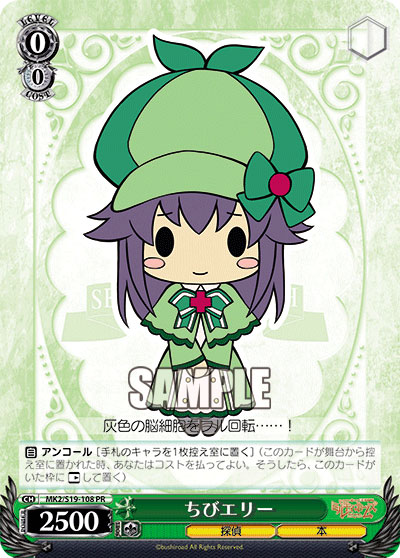 LEVEL
0
0
COST
SAMPLE
灰色の脳細胞をフル回転……！
アンコール [手札のキャラを1枚控え室に置く] （このカードが舞台から控
え室に置かれた時、あなたはコストを払ってよい。そうしたら、このカードが
いた枠に レストして置く）
CH MK2/S19-108 PR
POWER
2500
ちびエリー
探偵
本
©bushiroad All Rights Reserved.